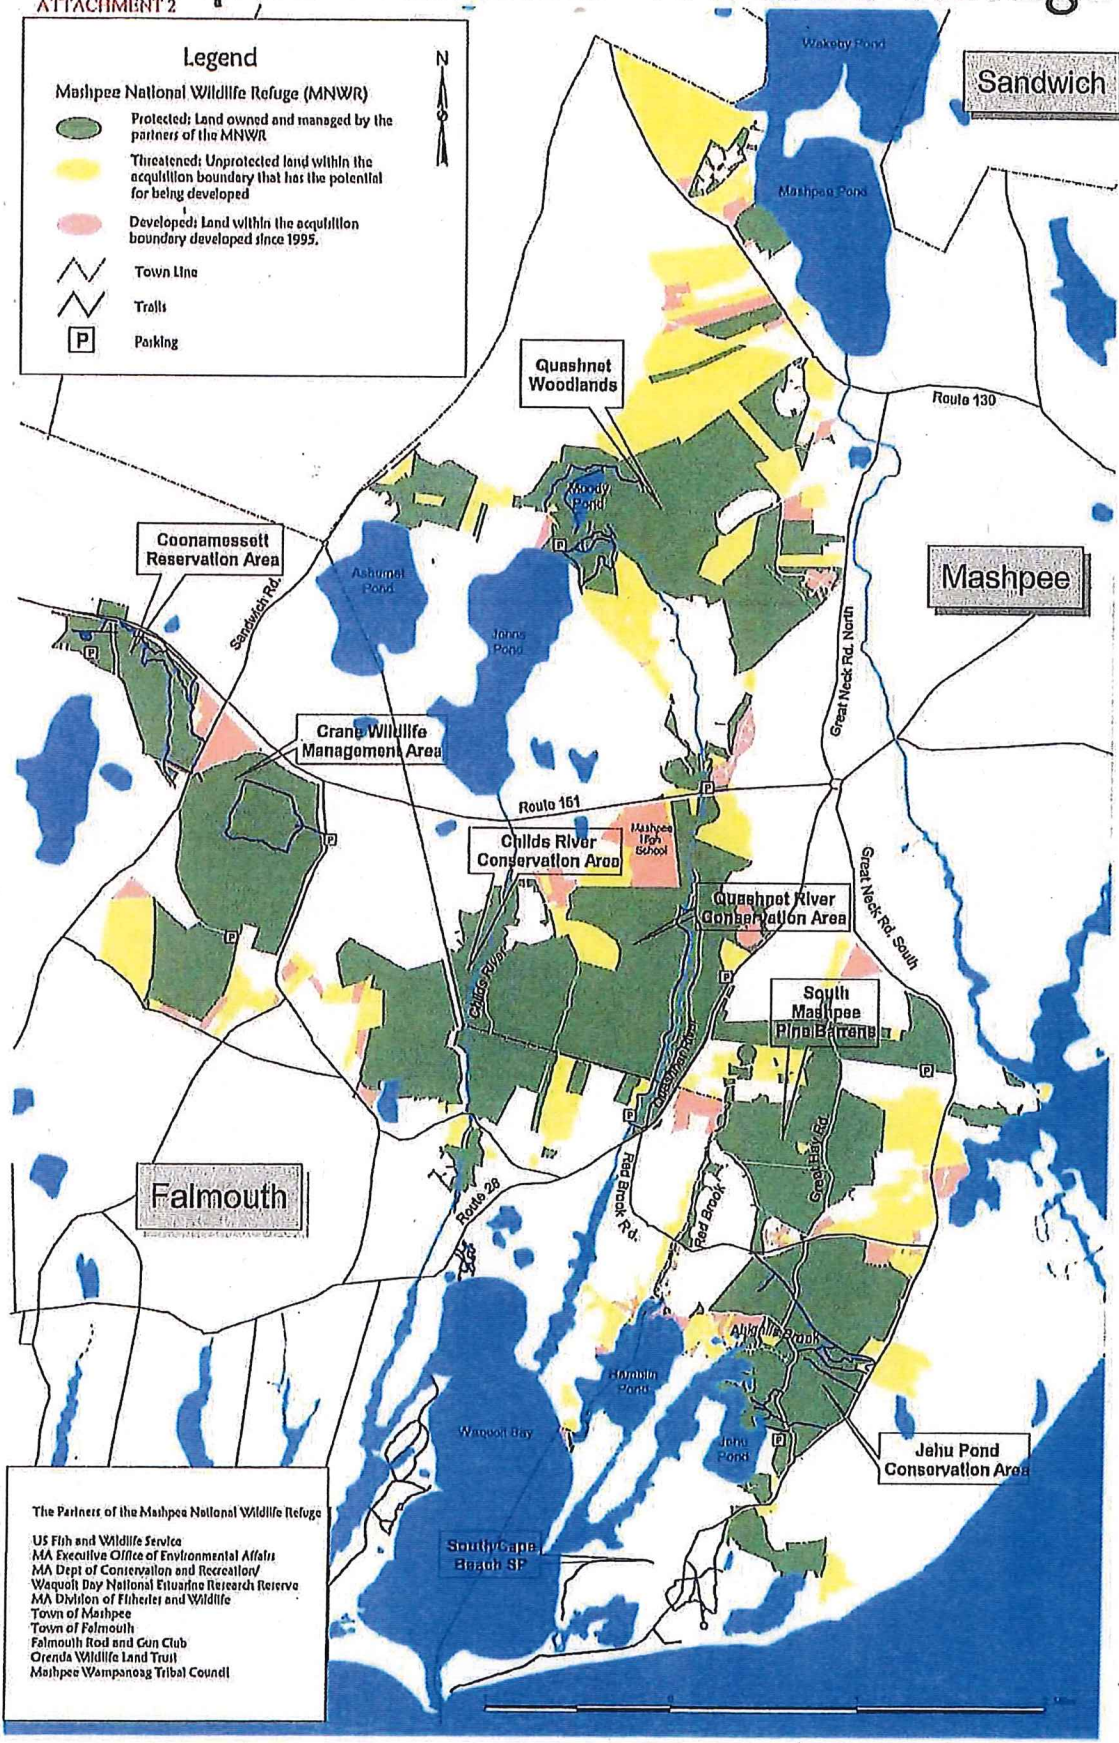 ATTACHMENT 2
Legend
N
Mashpee National Wildlife Refuge (MNWR)
Protected: Land owned and managed by the
partners of the MNWR
Threatened: Unprotected land within the
acquisition boundary that has the potential
for being developed
Developed: Land within the acquisition
boundary developed since 1995.
Town Line
Trails
P
Parking
Wakeby Pond
Sandwich
Mashpee Pond
Quashnet
Woodlands
Route 130
Moody
Pond
P
Coonamessett
Reservation Area
Ashumet
Pond
Mashpee
Sandwich Rd.
Johns
Pond
P
Great Neck Rd. North
Crane Wildlife
Management Area
P
Route 151
Mashpee
High
School
P
Childs River
Conservation Area
Great Neck Rd. South
Quashnet River
Conservation Area
P
Childs River
P
South
Mashpee
Pine Barrens
Quashnet River
P
P
Great Bay Rd.
Falmouth
Red Brook Rd.
Red Brook
Route 28
Abigails Brook
Hamblin
Pond
Waquoit Bay
Jehu
Pond
P
Jehu Pond
Conservation Area
South Cape
Beach SP
The Partners of the Mashpee National Wildlife Refuge
US Fish and Wildlife Service
MA Executive Office of Environmental Affairs
MA Dept of Conservation and Recreation/
Waquoit Bay National Estuarine Research Reserve
MA Division of Fisheries and Wildlife
Town of Mashpee
Town of Falmouth
Falmouth Rod and Gun Club
Orenda Wildlife Land Trust
Mashpee Wampanoag Tribal Council
0
Miles